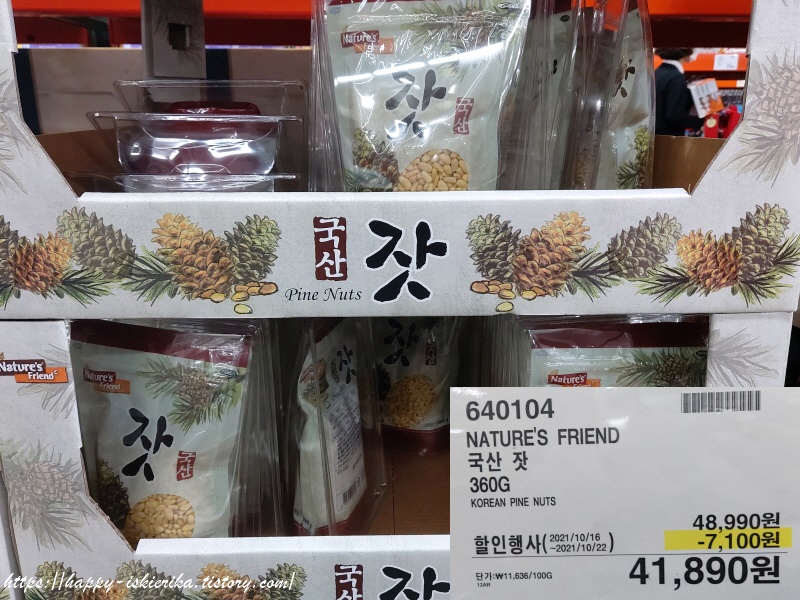 Nature's
잣
국산
국산
Pine Nuts
잣
Nature's
Friend
Nature's
Friend
잣
국산
잣
잣
Nature's
Friend
640104
NATURE'S FRIEND
국산 잣
360G
KOREAN PINE NUTS
48,990원
할인행사(2021/10/16
~2021/10/22)
-7,100원
단가:₩11,636/100G
41,890원
국산
잣
https://happy-iskierika.tistory.com/